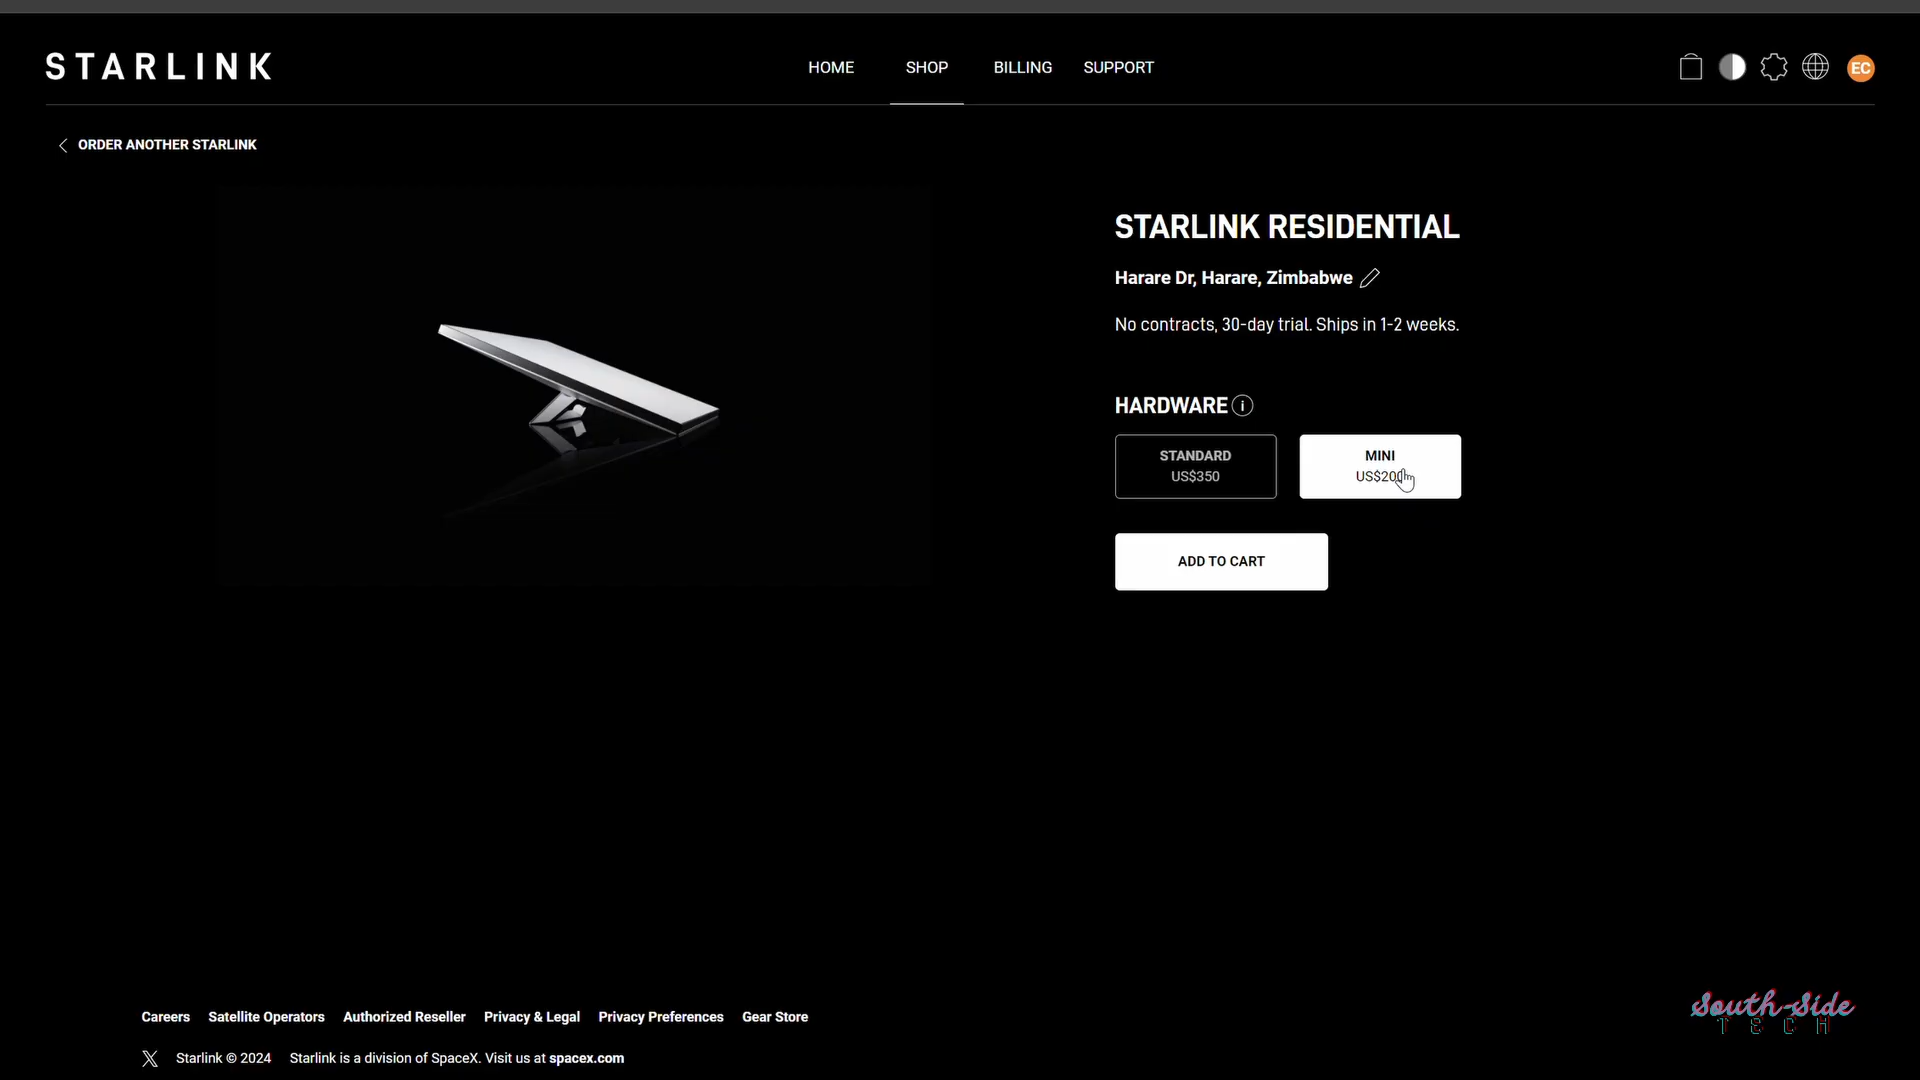 STARLINK
HOME SHOP BILLING SUPPORT
EC
ORDER ANOTHER STARLINK
STARLINK RESIDENTIAL
Harare Dr, Harare, Zimbabwe
No contracts, 30-day trial. Ships in 1-2 weeks.
HARDWARE
STANDARD
US$350
MINI
US$200
ADD TO CART
Careers Satellite Operators Authorized Reseller Privacy & Legal Privacy Preferences Gear Store
Starlink © 2024 Starlink is a division of SpaceX. Visit us at spacex.com
South-Side
TECH